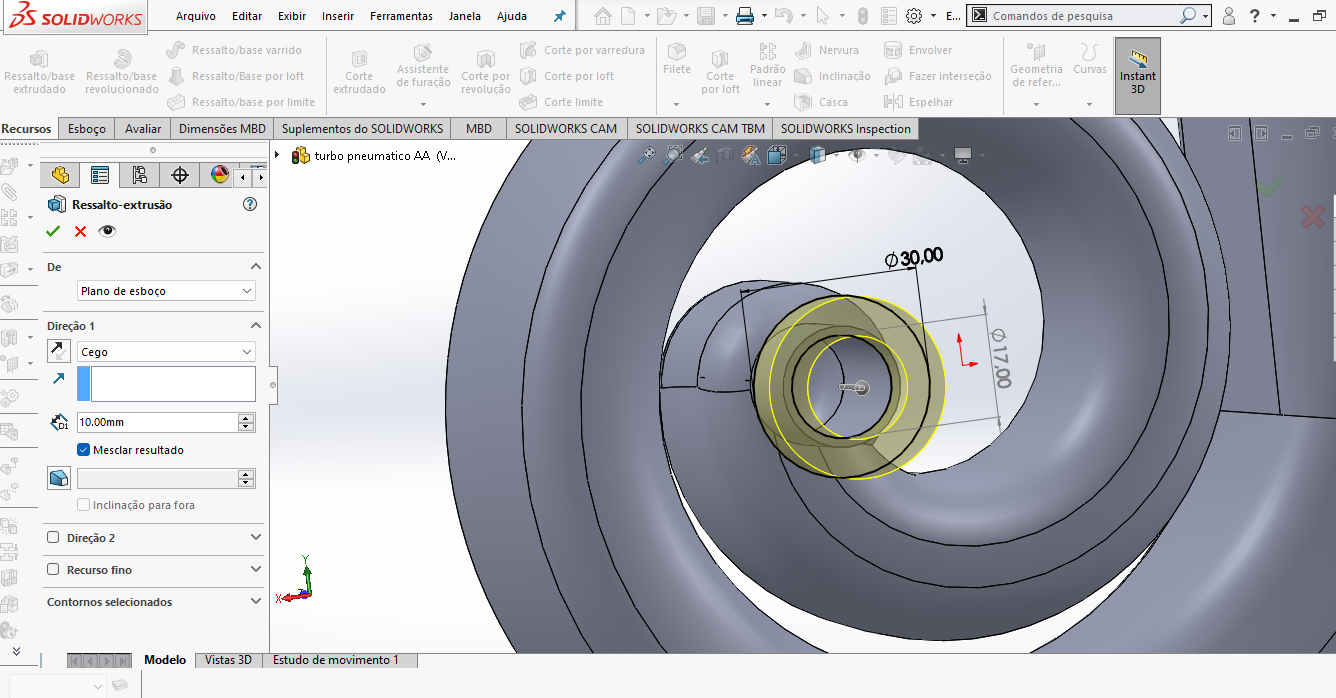 SOLIDWORKS
Arquivo Editar Exibir Inserir Ferramentas Janela Ajuda
E...
Comandos de pesquisa
?
Ressalto/base extrudado
Ressalto/base revolucionado
Ressalto/base varrido
Ressalto/Base por loft
Ressalto/base por limite
Corte extrudado
Assistente de furação
Corte por revolução
Corte por varredura
Corte por loft
Corte limite
Filete
Corte por loft
Padrão linear
Nervura
Inclinação
Casca
Envolver
Fazer interseção
Espelhar
Geometria de refer...
Curvas
Instant 3D
Recursos Esboço Avaliar Dimensões MBD Suplementos do SOLIDWORKS MBD SOLIDWORKS CAM SOLIDWORKS CAM TBM SOLIDWORKS Inspection
turbo pneumatico AA (V...
Ressalto-extrusão
?
De
Plano de esboço
Direção 1
Cego
D1
10.00mm
Mesclar resultado
Inclinação para fora
Direção 2
Recurso fino
Contornos selecionados
Ø30,00
Ø17,00
Y
X
Z
Modelo Vistas 3D Estudo de movimento 1